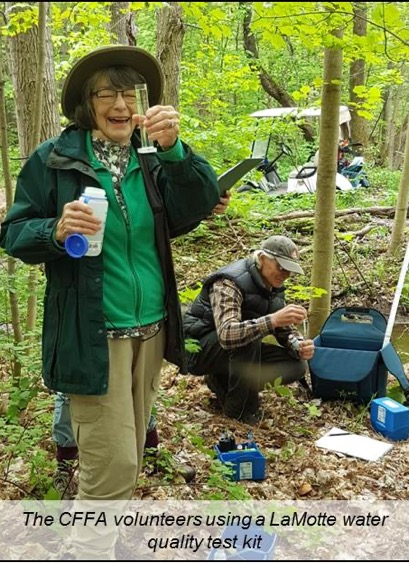 The CFFA volunteers using a LaMotte water
quality test kit